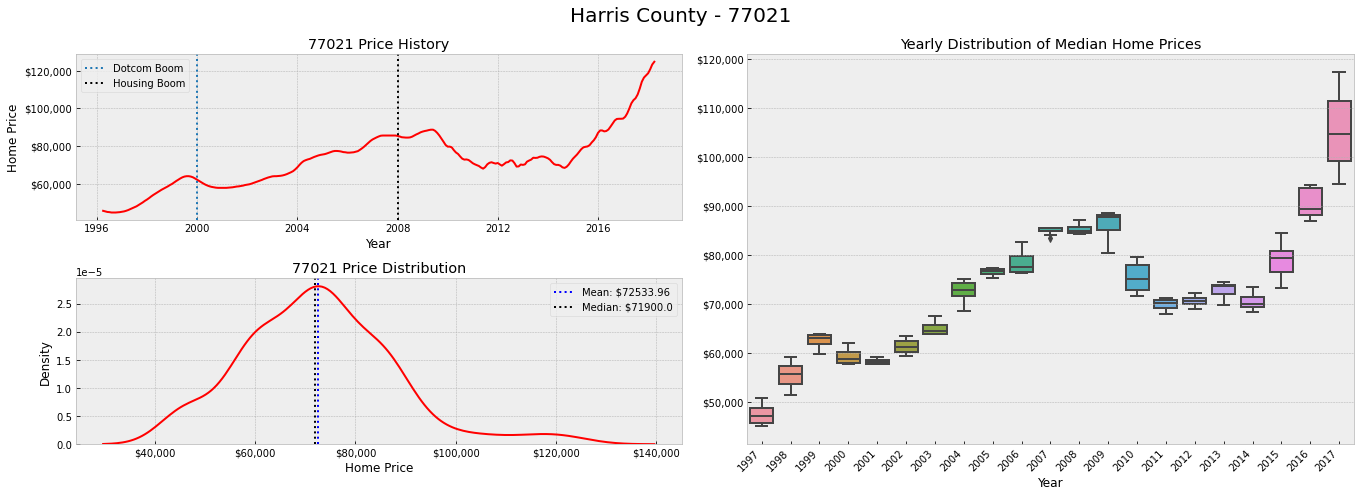 Harris County - 77021
77021 Price History
Home Price
$120,000
$100,000
$80,000
$60,000
Dotcom Boom
Housing Boom
1996 2000 2004 2008 2012 2016
Year
77021 Price Distribution
1e−5
Density
2.5
2.0
1.5
1.0
0.5
0.0
Mean: $72533.96
Median: $71900.0
$40,000 $60,000 $80,000 $100,000 $120,000 $140,000
Home Price
Yearly Distribution of Median Home Prices
$120,000
$110,000
$100,000
$90,000
$80,000
$70,000
$60,000
$50,000
1997 1998 1999 2000 2001 2002 2003 2004 2005 2006 2007 2008 2009 2010 2011 2012 2013 2014 2015 2016 2017
Year